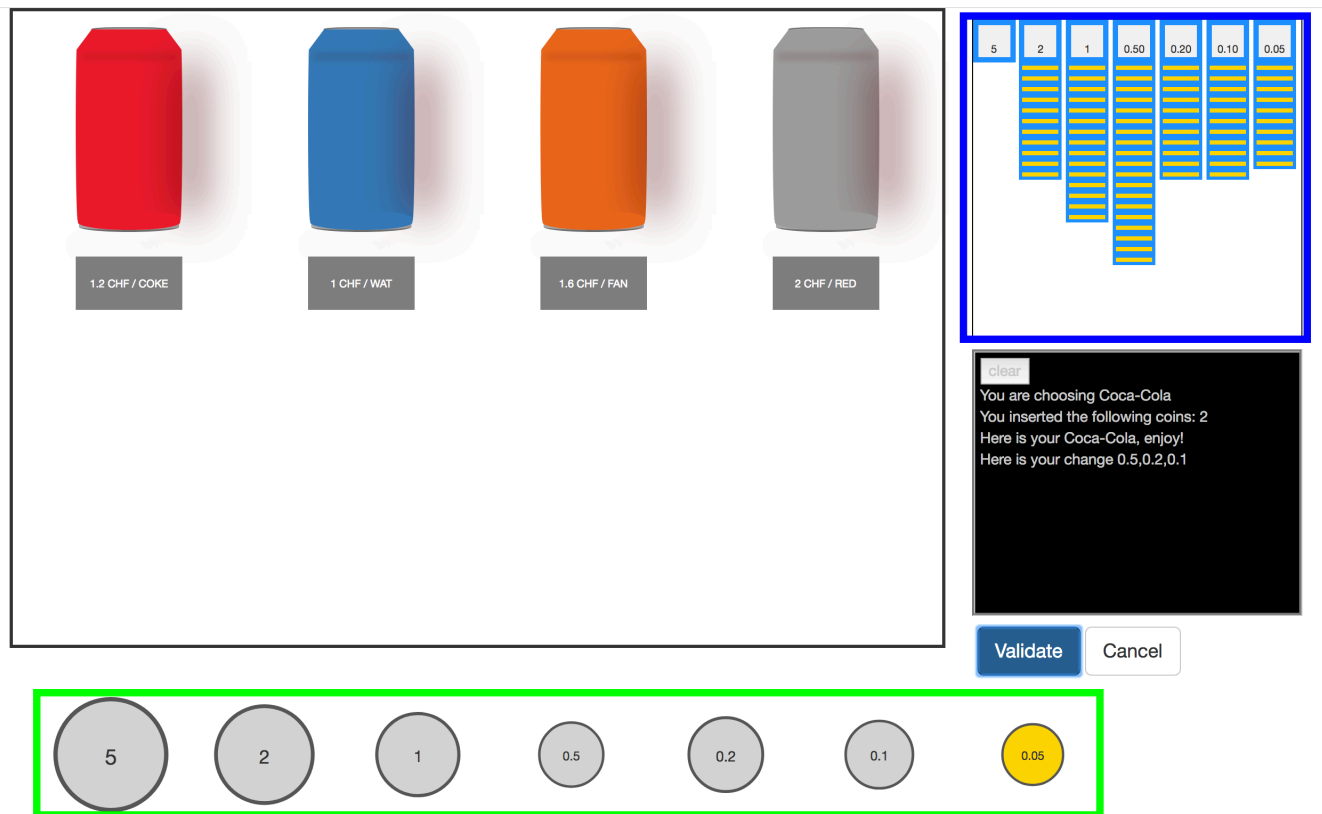 1.2 CHF / COKE
1 CHF / WAT
1.6 CHF / FAN
2 CHF / RED
5 2 1 0.50 0.20 0.10 0.05
clear
You are choosing Coca-Cola
You inserted the following coins: 2
Here is your Coca-Cola, enjoy!
Here is your change 0.5,0.2,0.1
Validate Cancel
5 2 1 0.5 0.2 0.1 0.05